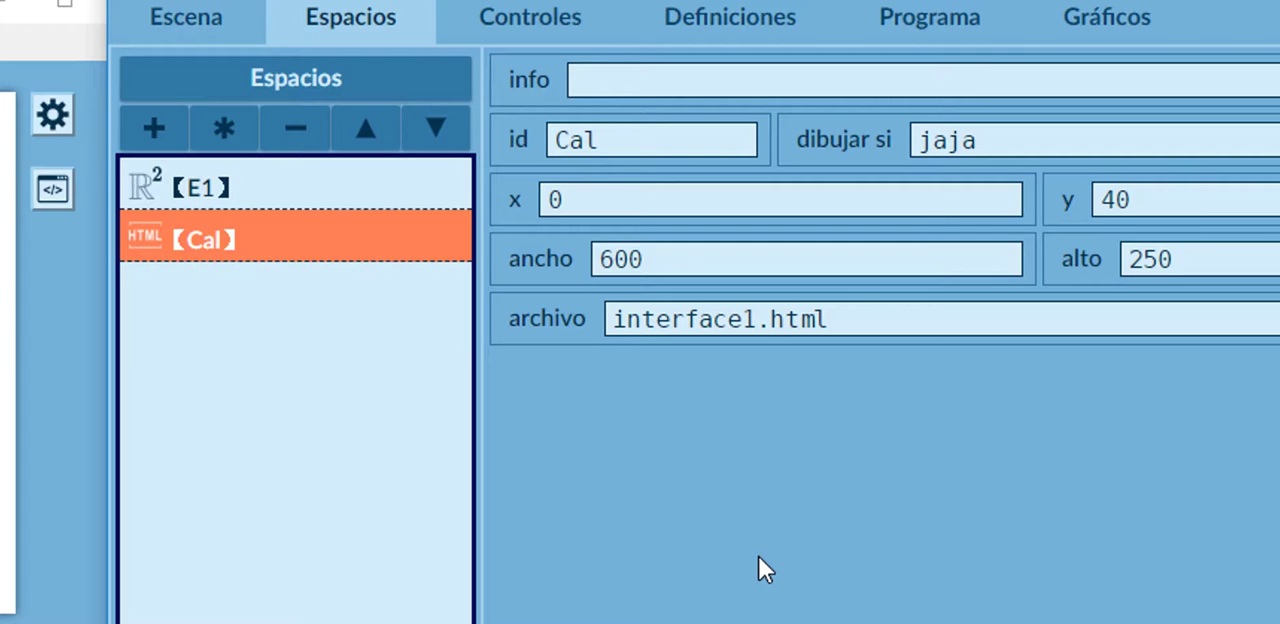 Escena Espacios Controles Definiciones Programa Gráficos
Espacios
info
+ * − ▲ ▼
id Cal dibujar si jaja
ℝ² 【E1】
x 0 y 40
HTML 【Cal】
ancho 600 alto 250
archivo interface1.html